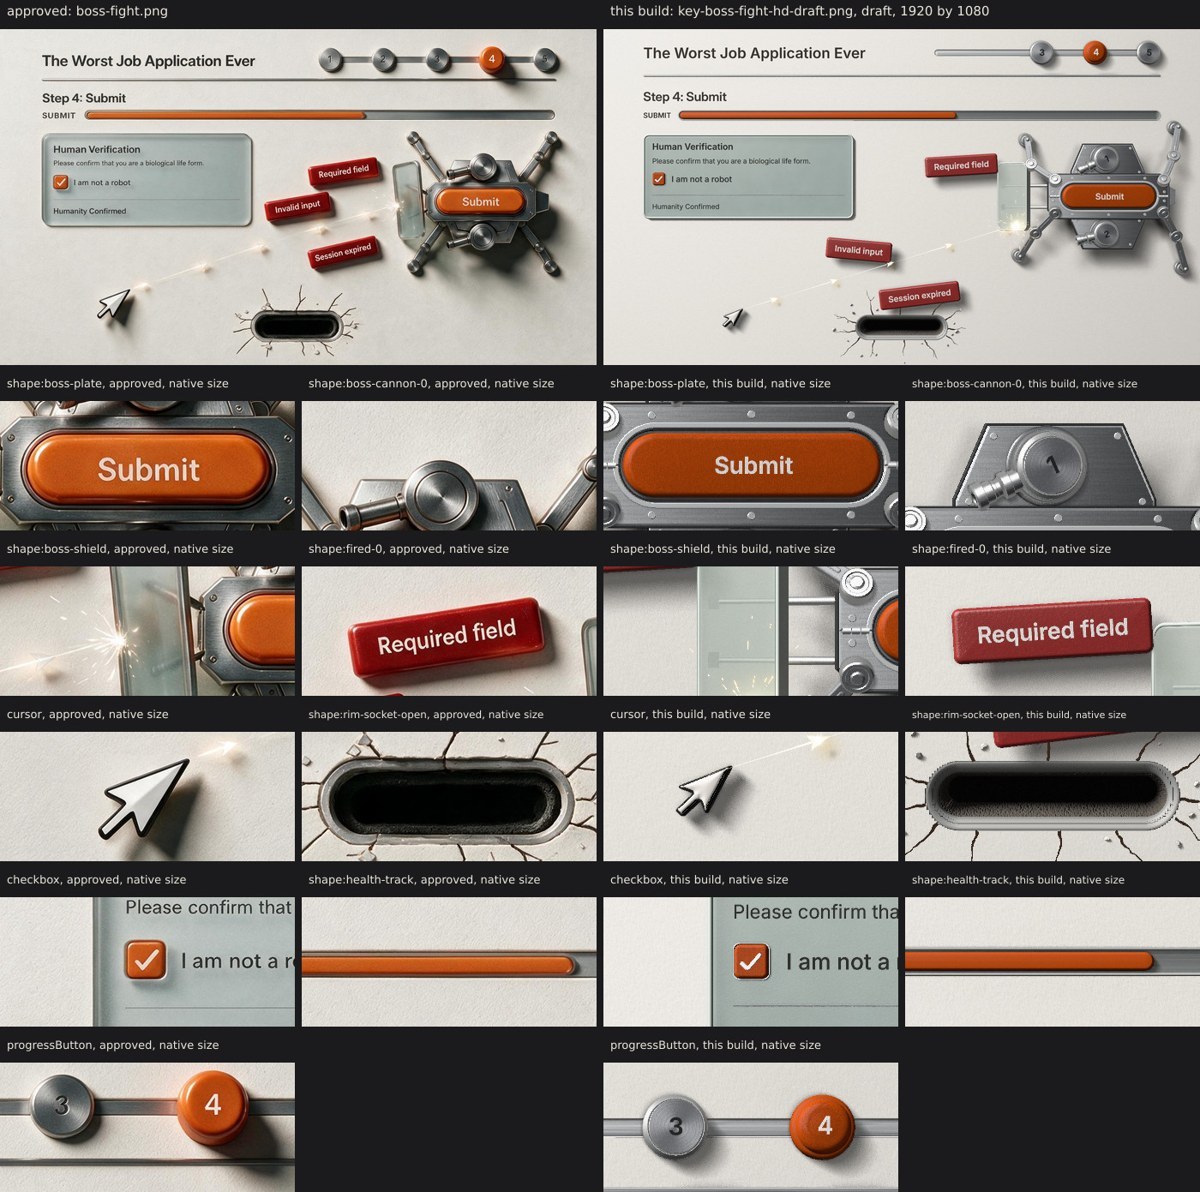 approved: boss-fight.png
this build: key-boss-fight-hd-draft.png, draft, 1920 by 1080
The Worst Job Application Ever
1 2 3 4 5
Step 4: Submit
SUBMIT
Human Verification
Please confirm that you are a biological life form.
I am not a robot
Humanity Confirmed
Required field
Invalid input
Session expired
Submit
The Worst Job Application Ever
3 4 5
Step 4: Submit
SUBMIT
Human Verification
Please confirm that you are a biological life form.
I am not a robot
Humanity Confirmed
Required field
Invalid input
Session expired
1
Submit
2
shape:boss-plate, approved, native size
shape:boss-cannon-0, approved, native size
shape:boss-plate, this build, native size
shape:boss-cannon-0, this build, native size
Submit
Submit
1
shape:boss-shield, approved, native size
shape:fired-0, approved, native size
shape:boss-shield, this build, native size
shape:fired-0, this build, native size
Required field
Required field
cursor, approved, native size
shape:rim-socket-open, approved, native size
cursor, this build, native size
shape:rim-socket-open, this build, native size
checkbox, approved, native size
shape:health-track, approved, native size
checkbox, this build, native size
shape:health-track, this build, native size
Please confirm that
I am not a r
Please confirm tha
I am not a
progressButton, approved, native size
progressButton, this build, native size
3 4
3 4